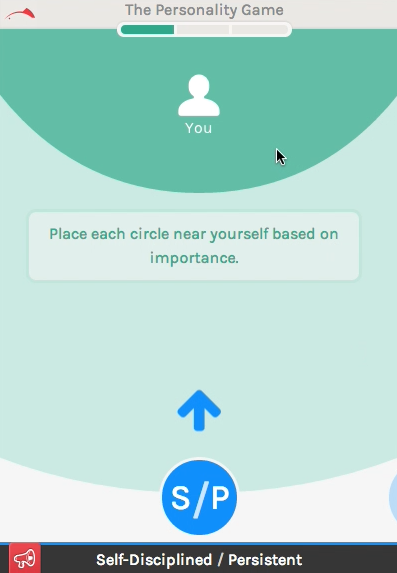 The Personality Game
You
Place each circle near yourself based on
importance.
S/P
Self-Disciplined / Persistent